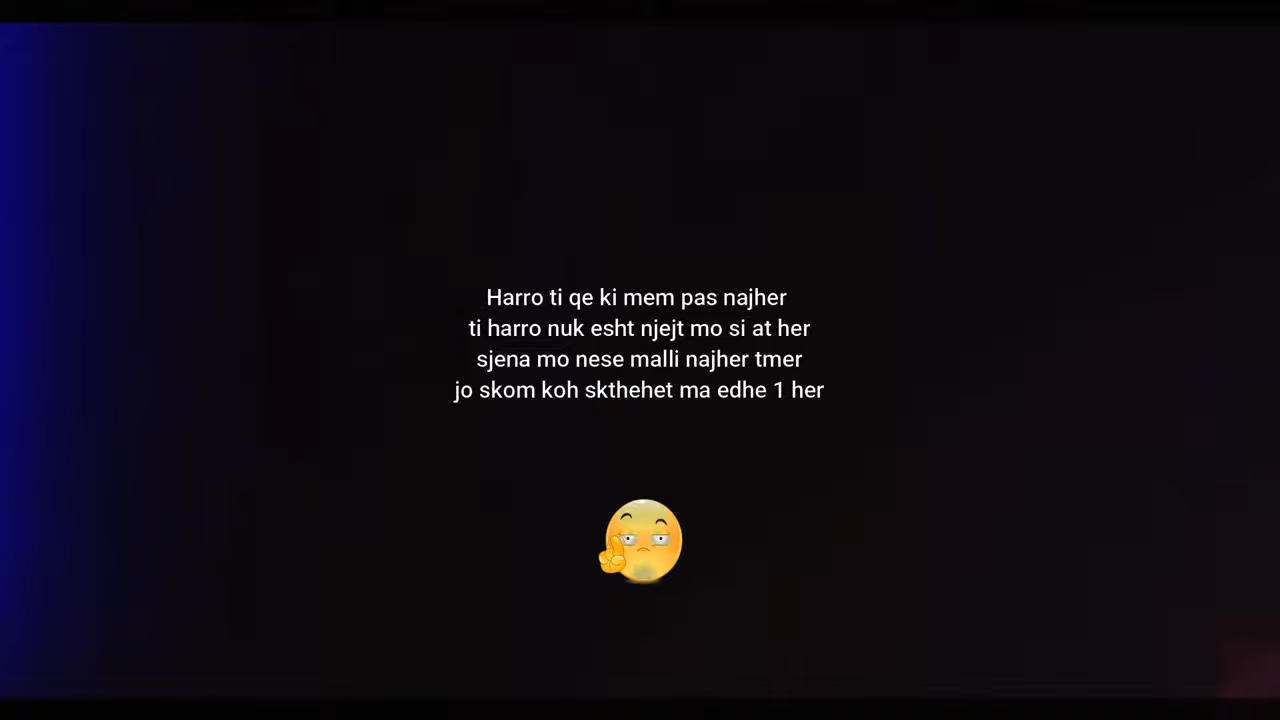 Harro ti qe ki mem pas najher
ti harro nuk esht njejt mo si at her
sjena mo nese malli najher tmer
jo skom koh skthehet ma edhe 1 her